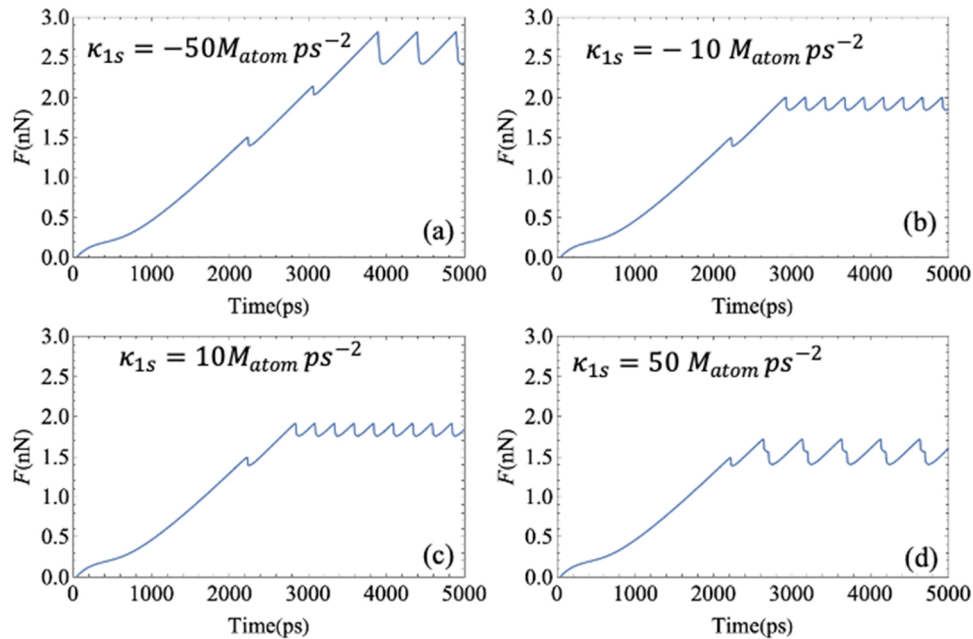 κ1s = −50Matom ps−2
F(nN)
3.0
2.5
2.0
1.5
1.0
0.5
0.0
0 1000 2000 3000 4000 5000
Time(ps)
(a)
κ1s = − 10 Matom ps−2
F(nN)
3.0
2.5
2.0
1.5
1.0
0.5
0.0
0 1000 2000 3000 4000 5000
Time(ps)
(b)
κ1s = 10Matom ps−2
F(nN)
3.0
2.5
2.0
1.5
1.0
0.5
0.0
0 1000 2000 3000 4000 5000
Time(ps)
(c)
κ1s = 50 Matom ps−2
F(nN)
3.0
2.5
2.0
1.5
1.0
0.5
0.0
0 1000 2000 3000 4000 5000
Time(ps)
(d)